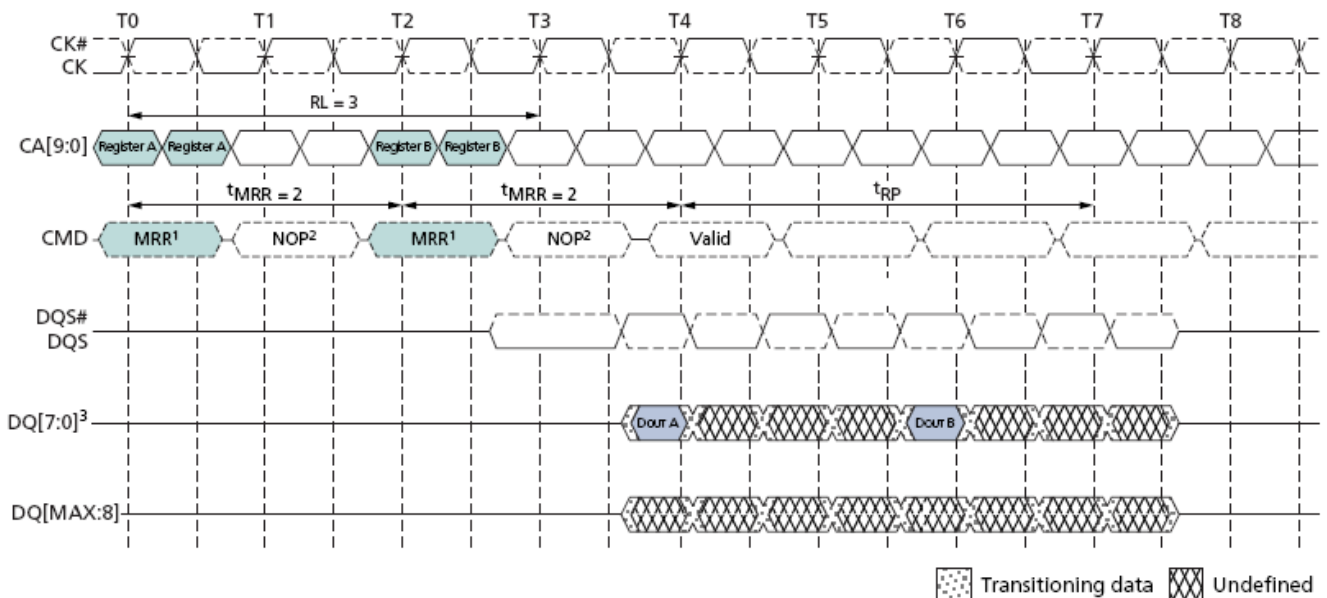 T0 T1 T2 T3 T4 T5 T6 T7 T8
CK#
CK
RL = 3
CA[9:0] Register A Register A Register B Register B
tMRR = 2 tMRR = 2 tRP
CMD MRR1 NOP2 MRR1 NOP2 Valid
DQS#
DQS
DQ[7:0]3 DOUT A DOUT B
DQ[MAX:8]
Transitioning data Undefined